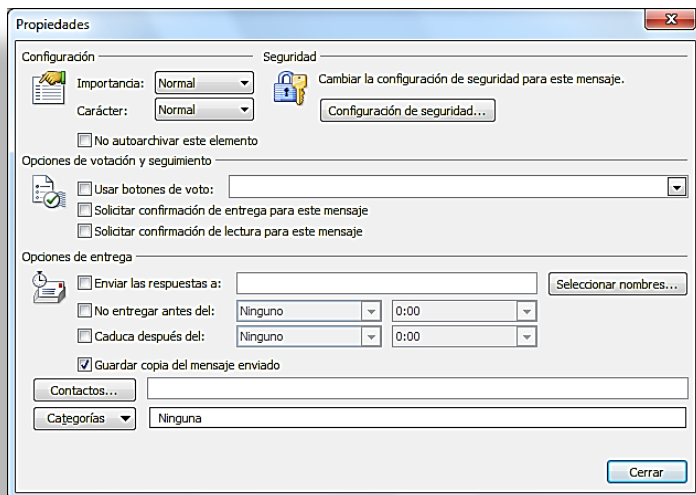 Propiedades
Configuración
Seguridad
Importancia: Normal
Carácter: Normal
No autoarchivar este elemento
Cambiar la configuración de seguridad para este mensaje.
Configuración de seguridad...
Opciones de votación y seguimiento
Usar botones de voto:
Solicitar confirmación de entrega para este mensaje
Solicitar confirmación de lectura para este mensaje
Opciones de entrega
Enviar las respuestas a:
Seleccionar nombres...
No entregar antes del: Ninguno 0:00
Caduca después del: Ninguno 0:00
Guardar copia del mensaje enviado
Contactos...
Categorías Ninguna
Cerrar